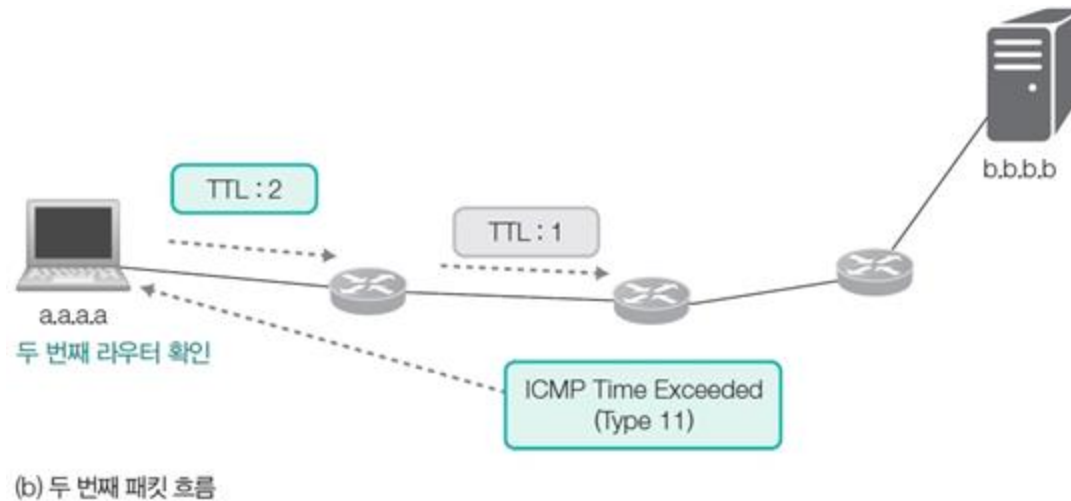 b.b.b.b
TTL : 2
TTL : 1
a.a.a.a
두 번째 라우터 확인
ICMP Time Exceeded
(Type 11)
(b) 두 번째 패킷 흐름